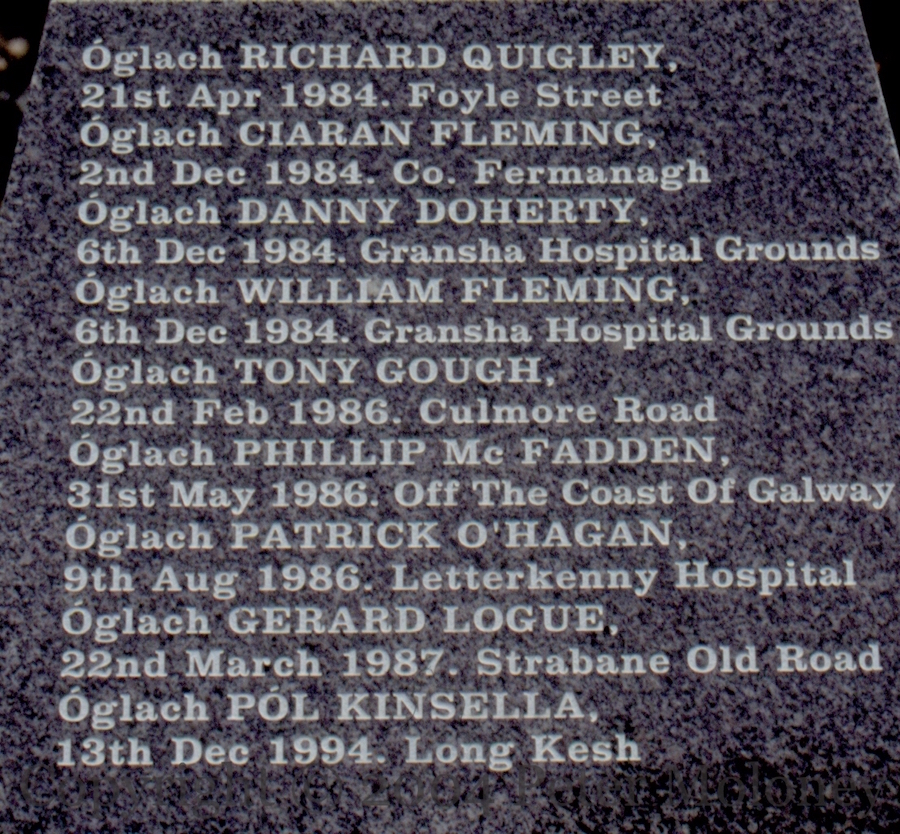 Óglach RICHARD QUIGLEY,
21st Apr 1984. Foyle Street
Óglach CIARAN FLEMING,
2nd Dec 1984. Co. Fermanagh
Óglach DANNY DOHERTY,
6th Dec 1984. Gransha Hospital Grounds
Óglach WILLIAM FLEMING,
6th Dec 1984. Gransha Hospital Grounds
Óglach TONY GOUGH,
22nd Feb 1986. Culmore Road
Óglach PHILLIP Mc FADDEN,
31st May 1986. Off The Coast Of Galway
Óglach PATRICK O'HAGAN,
9th Aug 1986. Letterkenny Hospital
Óglach GERARD LOGUE,
22nd March 1987. Strabane Old Road
Óglach PÓL KINSELLA,
13th Dec 1994. Long Kesh
Copyright © Peter Moloney